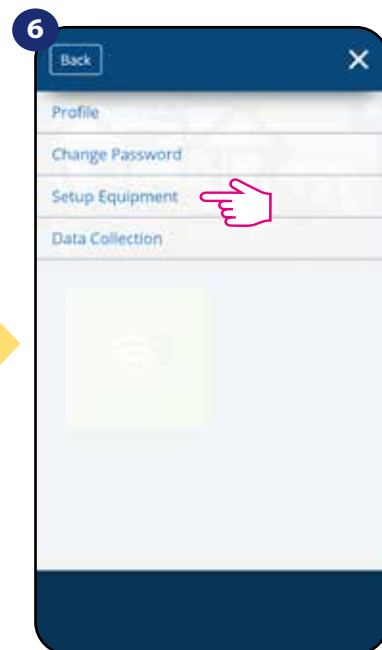 6
Back
Profile
Change Password
Setup Equipment
Data Collection